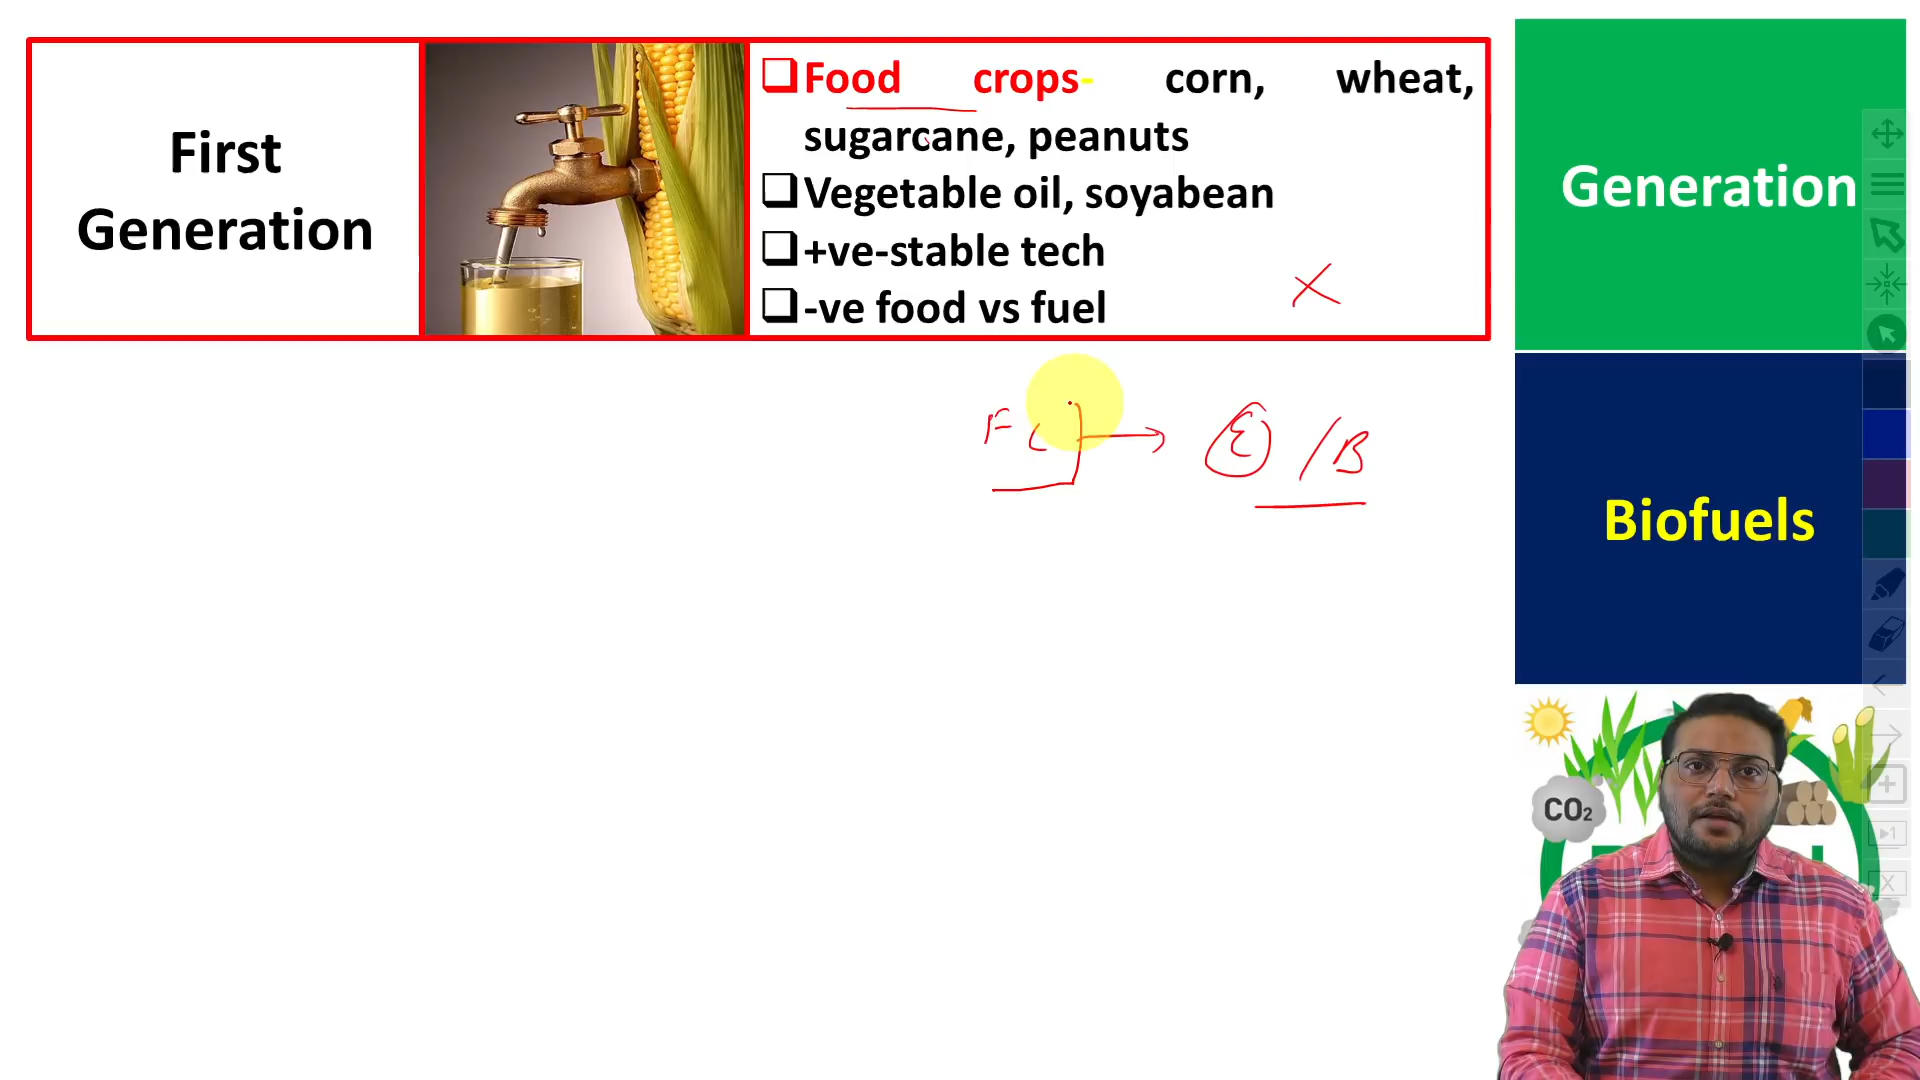 First
Generation
❑Food crops- corn, wheat,
sugarcane, peanuts
❑Vegetable oil, soyabean
❑+ve-stable tech
❑-ve food vs fuel
F C → E / B
Generation
Biofuels
CO₂